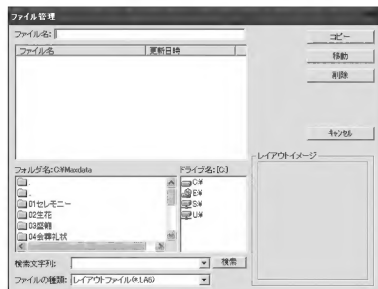 ファイル管理
ファイル名:
コピー
ファイル名 更新日時
移動
削除
キャンセル
レイアウトイメージ
フォルダ名:C:¥Maxdata
ドライブ名:[C:]
.
.
01セレモニー
02生花
03盛籠
04会葬礼状
C:¥
E:¥
S:¥
U:¥
検索文字列:
検索
ファイルの種類: レイアウトファイル(*.LA6)